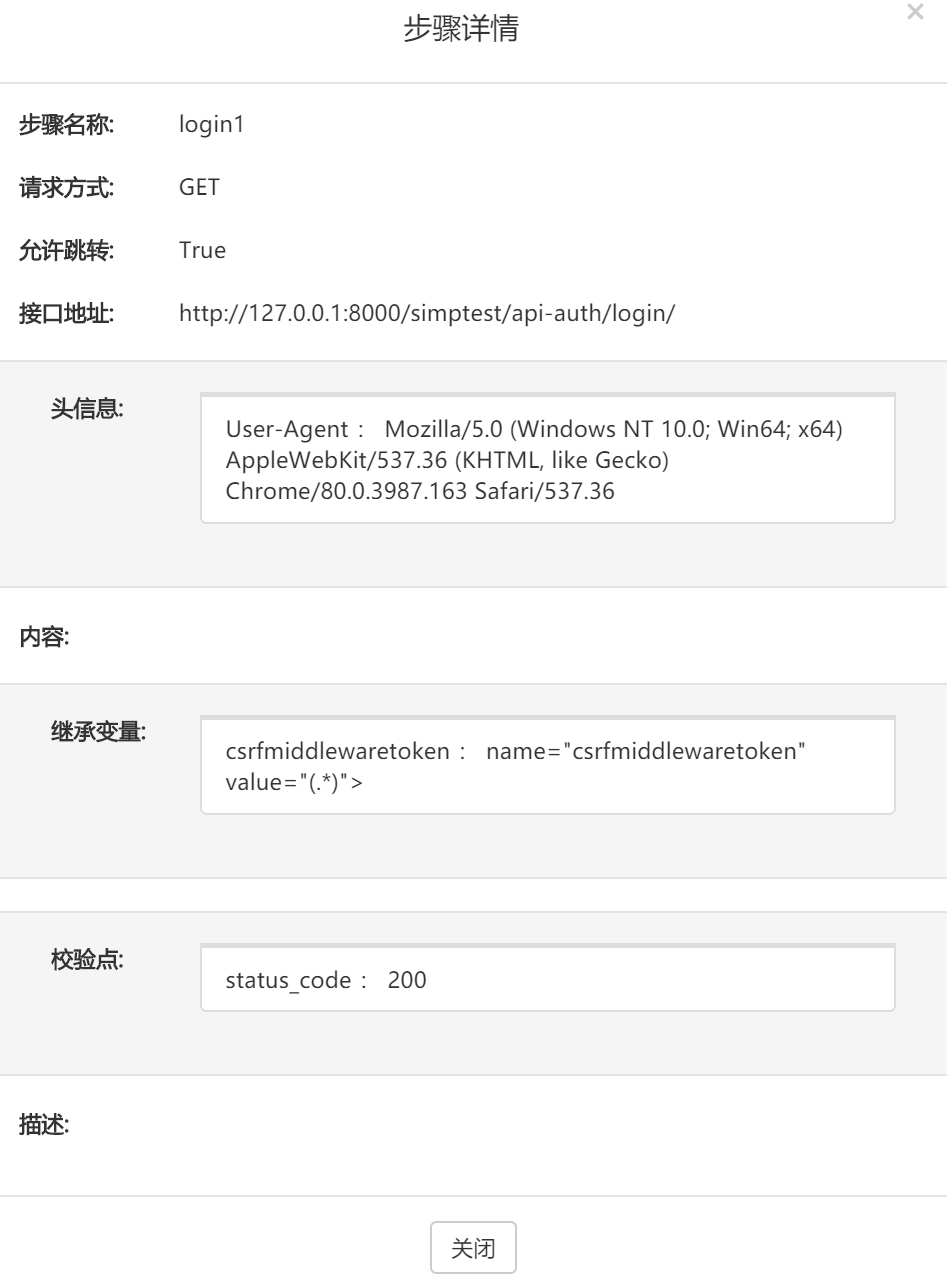 步骤详情
×
步骤名称: login1
请求方式: GET
允许跳转: True
接口地址: http://127.0.0.1:8000/simptest/api-auth/login/
头信息:
User-Agent： Mozilla/5.0 (Windows NT 10.0; Win64; x64)
AppleWebKit/537.36 (KHTML, like Gecko)
Chrome/80.0.3987.163 Safari/537.36
内容:
继承变量:
csrfmiddlewaretoken： name="csrfmiddlewaretoken"
value="(.*)">
校验点:
status_code： 200
描述:
关闭